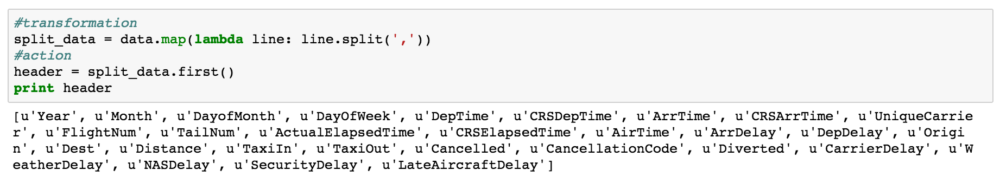 #transformation
split_data = data.map(lambda line: line.split(','))
#action
header = split_data.first()
print header
[u'Year', u'Month', u'DayofMonth', u'DayOfWeek', u'DepTime', u'CRSDepTime', u'ArrTime', u'CRSArrTime', u'UniqueCarrie
r', u'FlightNum', u'TailNum', u'ActualElapsedTime', u'CRSElapsedTime', u'AirTime', u'ArrDelay', u'DepDelay', u'Origi
n', u'Dest', u'Distance', u'TaxiIn', u'TaxiOut', u'Cancelled', u'CancellationCode', u'Diverted', u'CarrierDelay', u'W
eatherDelay', u'NASDelay', u'SecurityDelay', u'LateAircraftDelay']